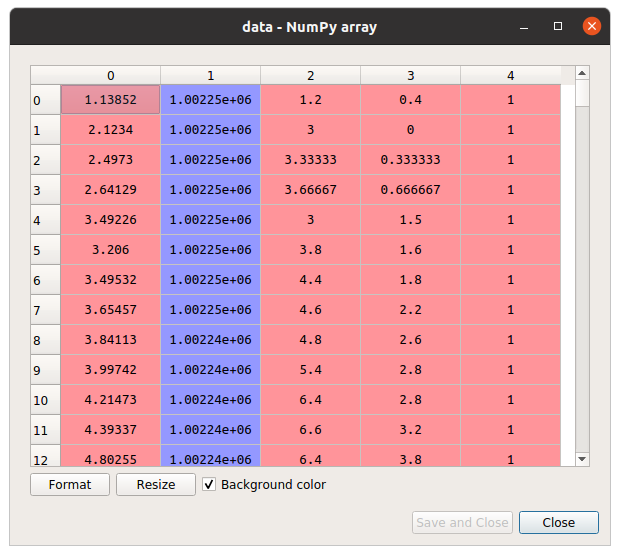 data - NumPy array
0 1 2 3 4
0 1.13852 1.00225e+06 1.2 0.4 1
1 2.1234 1.00225e+06 3 0 1
2 2.4973 1.00225e+06 3.33333 0.333333 1
3 2.64129 1.00225e+06 3.66667 0.666667 1
4 3.49226 1.00225e+06 3 1.5 1
5 3.206 1.00225e+06 3.8 1.6 1
6 3.49532 1.00225e+06 4.4 1.8 1
7 3.65457 1.00225e+06 4.6 2.2 1
8 3.84113 1.00224e+06 4.8 2.6 1
9 3.99742 1.00224e+06 5.4 2.8 1
10 4.21473 1.00224e+06 6.4 2.8 1
11 4.39337 1.00224e+06 6.6 3.2 1
12 4.80255 1.00224e+06 6.4 3.8 1
Format Resize Background color
Save and Close Close